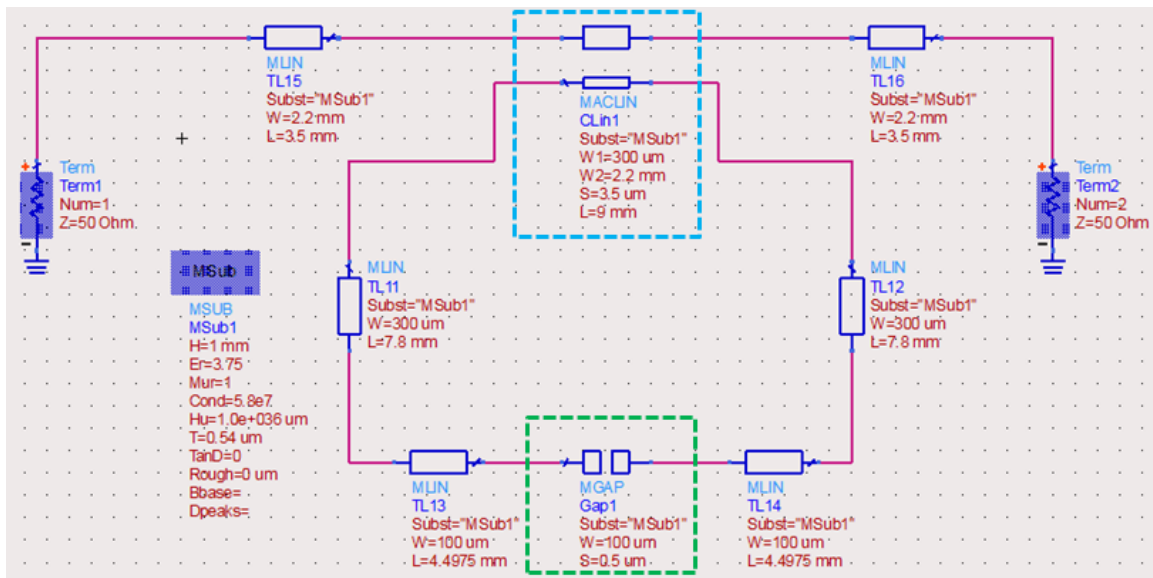 MLIN
TL15
Subst="MSub1"
W=2.2 mm
L=3.5 mm
MACLIN
CLin1
Subst="MSub1"
W1=300 um
W2=2.2 mm
S=3.5 um
L=9 mm
MLIN
TL16
Subst="MSub1"
W=2.2 mm
L=3.5 mm
Term
Term1
Num=1
Z=50 Ohm
Term
Term2
Num=2
Z=50 Ohm
MSub
MSUB
MSub1
H=1 mm
Er=3.75
Mur=1
Cond=5.8e7
Hu=1.0e+036 um
T=0.54 um
TanD=0
Rough=0 um
Bbase=
Dpeaks=
MLIN
TL11
Subst="MSub1"
W=300 um
L=7.8 mm
MLIN
TL12
Subst="MSub1"
W=300 um
L=7.8 mm
MLIN
TL13
Subst="MSub1"
W=100 um
L=4.4975 mm
MGAP
Gap1
Subst="MSub1"
W=100 um
S=0.5 um
MLIN
TL14
Subst="MSub1"
W=100 um
L=4.4975 mm